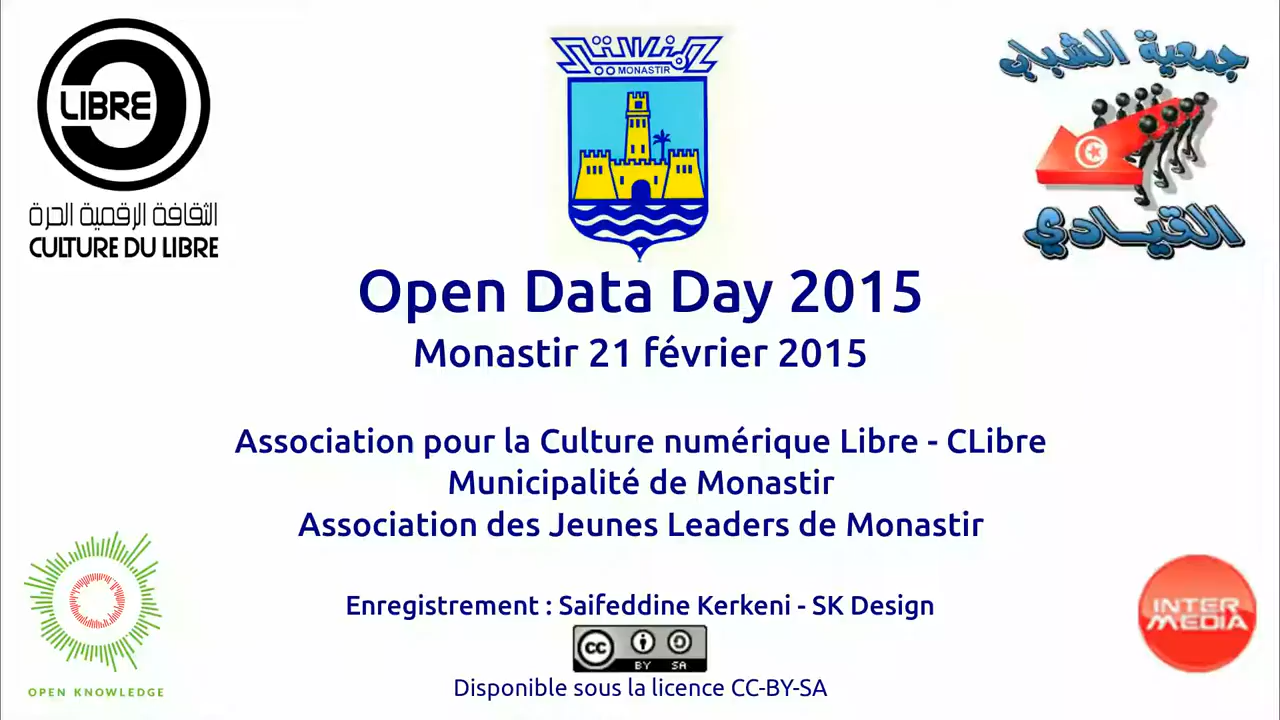 LIBRE
الثقافة الرقمية الحرة
CULTURE DU LIBRE
MONASTIR
جمعية الشباب
القيادي
Open Data Day 2015
Monastir 21 février 2015
Association pour la Culture numérique Libre - CLibre
Municipalité de Monastir
Association des Jeunes Leaders de Monastir
Enregistrement : Saifeddine Kerkeni - SK Design
cc
BY SA
Disponible sous la licence CC-BY-SA
OPEN KNOWLEDGE
INTER
MEDIA